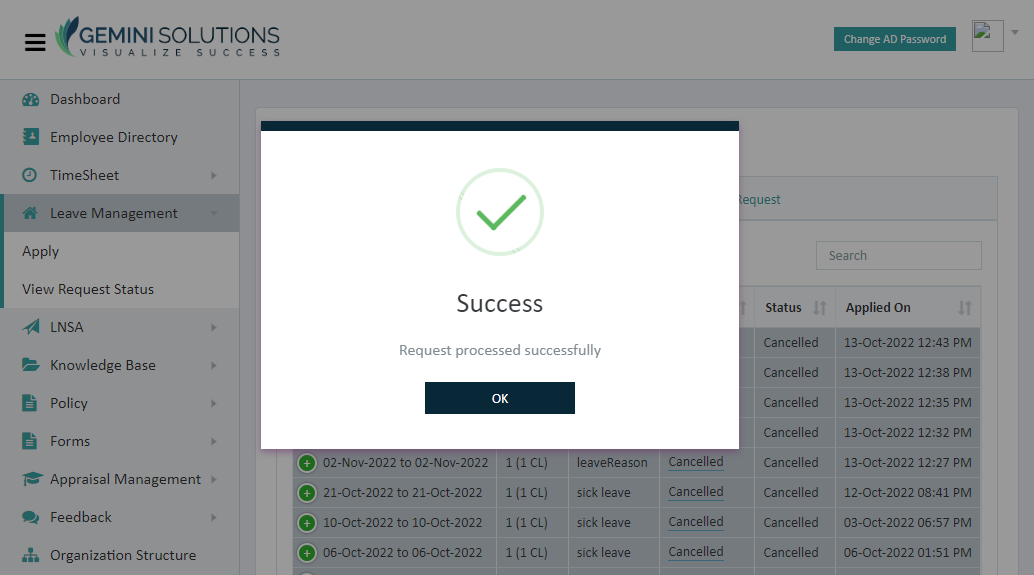 GEMINI SOLUTIONS
VISUALIZE SUCCESS
Change AD Password
Dashboard
Employee Directory
TimeSheet
Leave Management
Apply
View Request Status
LNSA
Knowledge Base
Policy
Forms
Appraisal Management
Feedback
Organization Structure
Success
Request processed successfully
OK
Request
Search
Status Applied On
Cancelled 13-Oct-2022 12:43 PM
Cancelled 13-Oct-2022 12:38 PM
Cancelled 13-Oct-2022 12:35 PM
Cancelled 13-Oct-2022 12:32 PM
02-Nov-2022 to 02-Nov-2022 1 (1 CL) leaveReason Cancelled Cancelled 13-Oct-2022 12:27 PM
21-Oct-2022 to 21-Oct-2022 1 (1 CL) sick leave Cancelled Cancelled 12-Oct-2022 08:41 PM
10-Oct-2022 to 10-Oct-2022 1 (1 CL) sick leave Cancelled Cancelled 03-Oct-2022 06:57 PM
06-Oct-2022 to 06-Oct-2022 1 (1 CL) sick leave Cancelled Cancelled 06-Oct-2022 01:51 PM